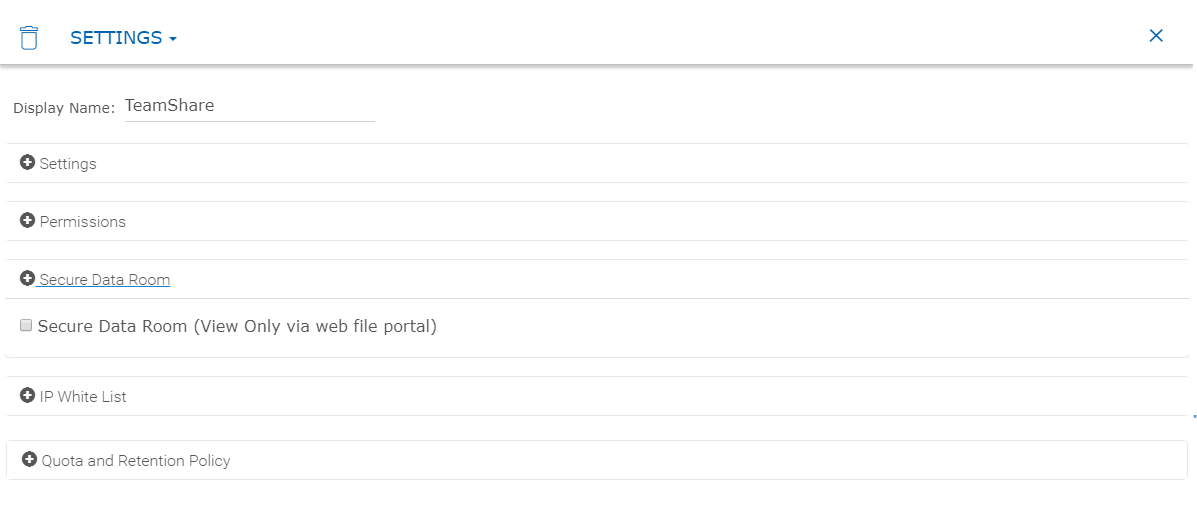 SETTINGS
Display Name: TeamShare
Settings
Permissions
Secure Data Room
Secure Data Room (View Only via web file portal)
IP White List
Quota and Retention Policy